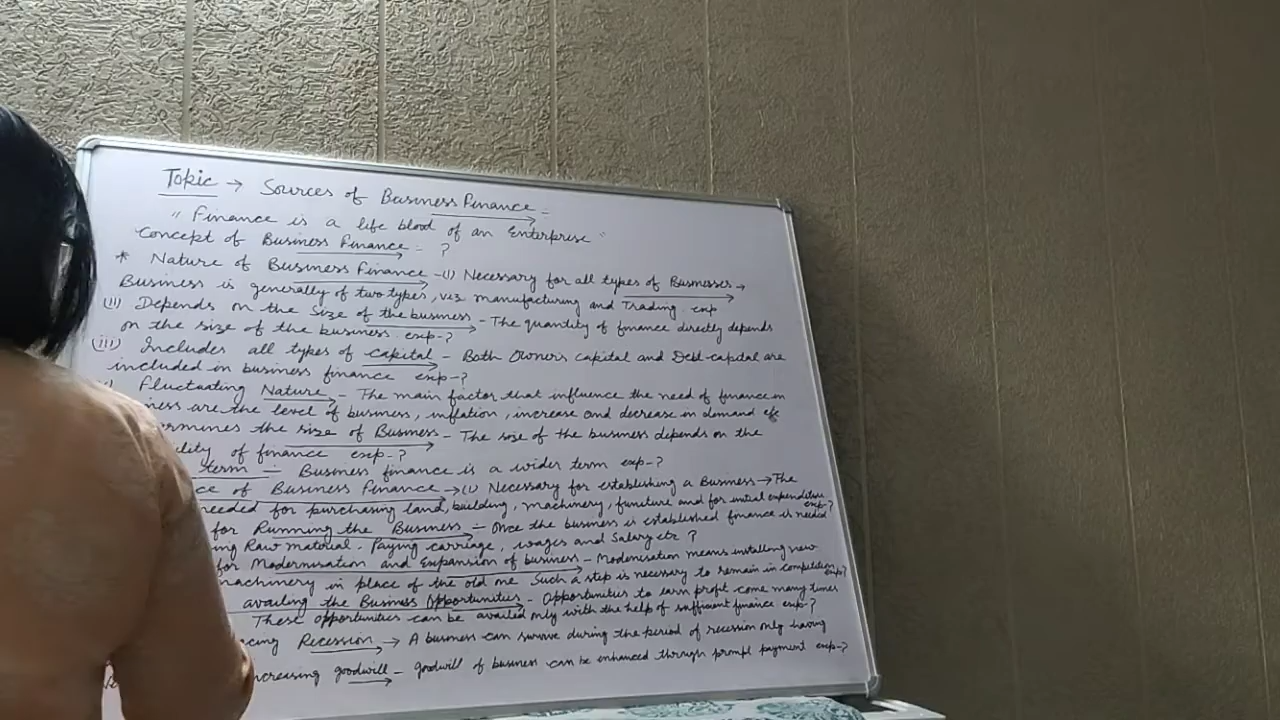 Topic → Sources of Business Finance =
" Finance is a life blood of an Enterprise "
Concept of Business Finance = ?
* Nature of Business Finance - (i) Necessary for all types of Businesses →
Business is generally of two types, viz manufacturing and Trading exp
(ii) Depends on the Size of the business - The quantity of finance directly depends
on the size of the business. exp-?
(iii) Includes all types of capital - Both Owner's capital and Debt-capital are
included in business finance exp-?
Fluctuating Nature - The main factor that influence the need of finance in
are the level of business, inflation, increase and decrease in demand etc
the size of Business - The size of the business depends on the
of finance exp-?
term = Business finance is a wider term exp-?
of Business Finance → (i) Necessary for establishing a Business → The
needed for purchasing land, building, machinery, furniture and for initial expenditure exp?
for Running the Business ÷ Once the business is established finance is needed
Raw material. Paying carriage, wages and Salary etc ?
for Modernisation and Expansion of business - Modernisation means installing new
machinery in place of the old one Such a step is necessary to remain in competition exp?
availing the Business Opportunities - Opportunities to earn profit come many times
These opportunities can be availed only with the help of sufficient finance exp-?
Recession → A business can survive during the period of recession only having
goodwill - goodwill of business can be enhanced through prompt payment exp-?